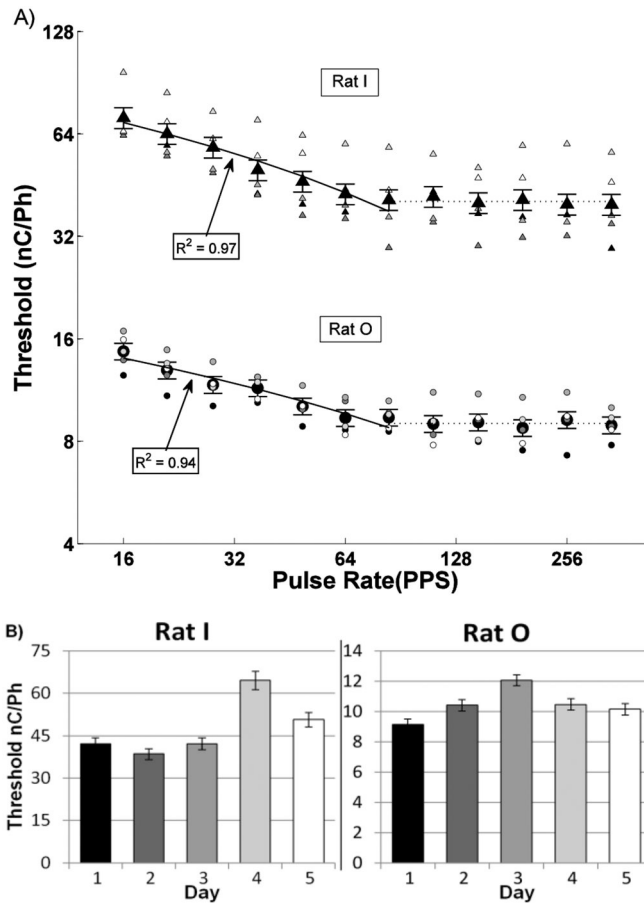 A)
128
64
32
16
8
4
Threshold (nC/Ph)
Rat I
R² = 0.97
Rat O
R² = 0.94
16 32 64 128 256
Pulse Rate(PPS)
B)
Rat I
75
60
45
30
15
0
Threshold nC/Ph
1 2 3 4 5
Day
Rat O
14
12
10
8
6
4
2
0
1 2 3 4 5
Day